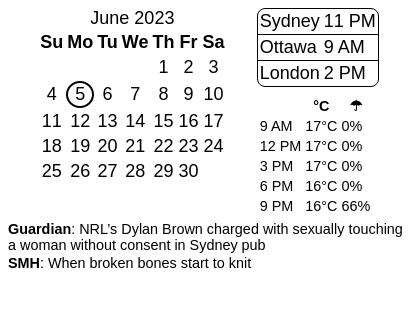 June 2023
Su Mo Tu We Th Fr Sa
1 2 3
4 5 6 7 8 9 10
11 12 13 14 15 16 17
18 19 20 21 22 23 24
25 26 27 28 29 30
Sydney 11 PM
Ottawa 9 AM
London 2 PM
°C ☂
9 AM 17°C 0%
12 PM 17°C 0%
3 PM 17°C 0%
6 PM 16°C 0%
9 PM 16°C 66%
Guardian: NRL's Dylan Brown charged with sexually touching
a woman without consent in Sydney pub
SMH: When broken bones start to knit